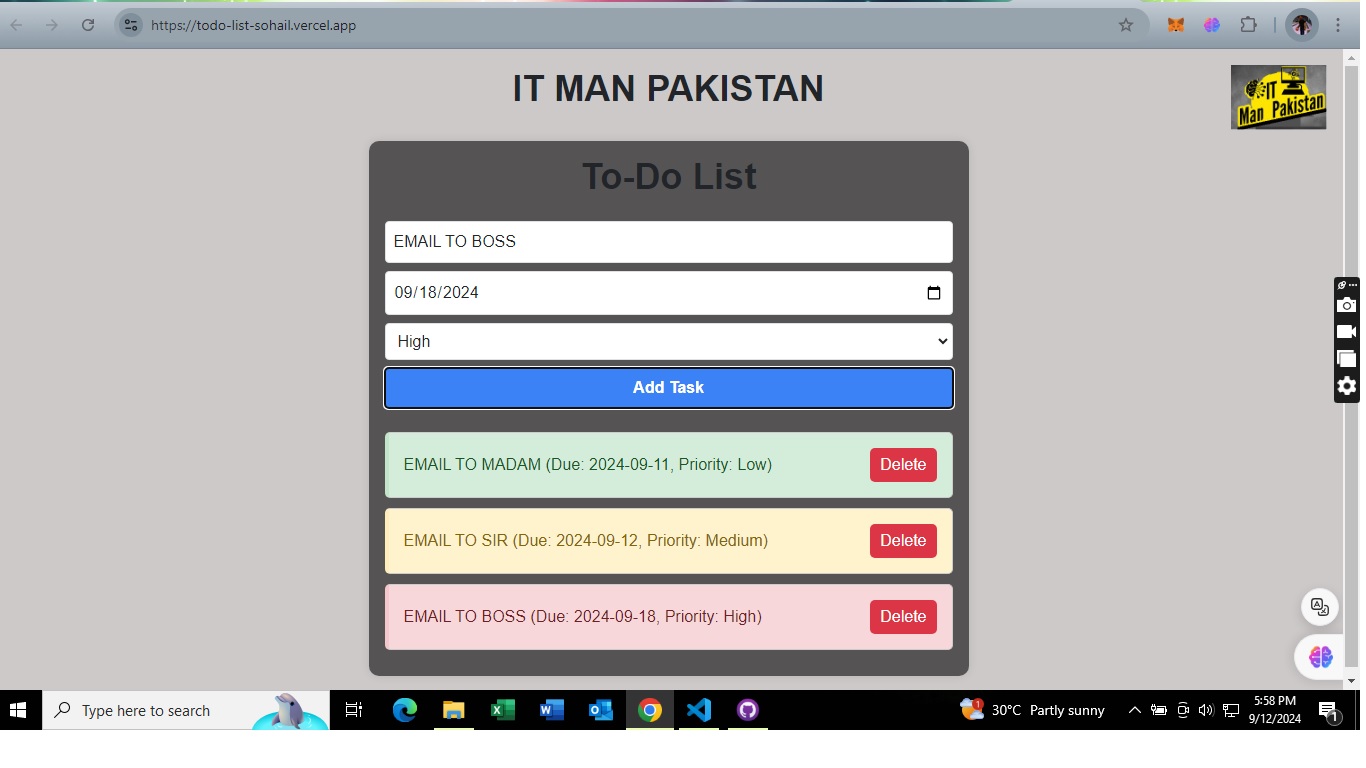 https://todo-list-sohail.vercel.app
IT MAN PAKISTAN
IT
Man Pakistan
To-Do List
EMAIL TO BOSS
09/18/2024
High
Add Task
EMAIL TO MADAM (Due: 2024-09-11, Priority: Low)
Delete
EMAIL TO SIR (Due: 2024-09-12, Priority: Medium)
Delete
EMAIL TO BOSS (Due: 2024-09-18, Priority: High)
Delete
Type here to search
1
30°C Partly sunny
5:58 PM
9/12/2024
1